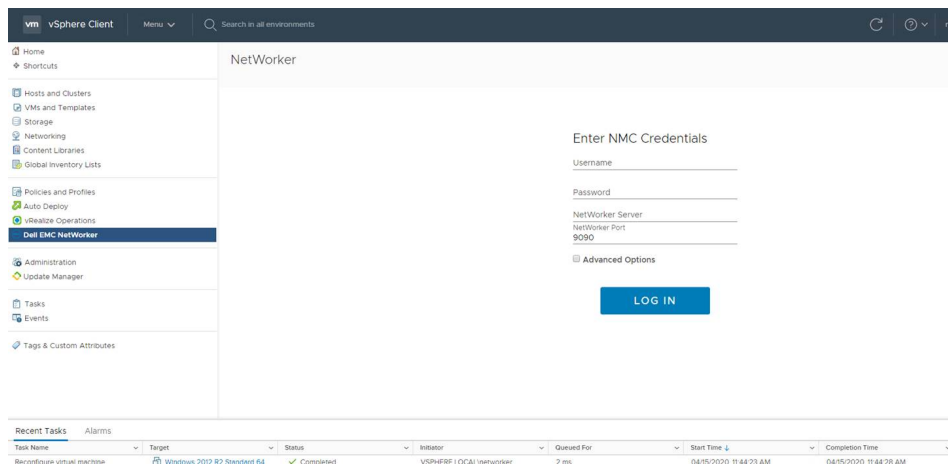 vm vSphere Client Menu Search in all environments
Home
Shortcuts
Hosts and Clusters
VMs and Templates
Storage
Networking
Content Libraries
Global Inventory Lists
Policies and Profiles
Auto Deploy
vRealize Operations
Dell EMC NetWorker
Administration
Update Manager
Tasks
Events
Tags & Custom Attributes
NetWorker
Enter NMC Credentials
Username
Password
NetWorker Server
NetWorker Port
9090
Advanced Options
LOG IN
Recent Tasks Alarms
Task Name Target Status Initiator Queued For Start Time Completion Time
Reconfigure virtual machine Windows 2012 R2 Standard 64 Completed VSPHERE.LOCAL\networker 2 ms 04/15/2020, 11:44:23 AM 04/15/2020, 11:44:28 AM